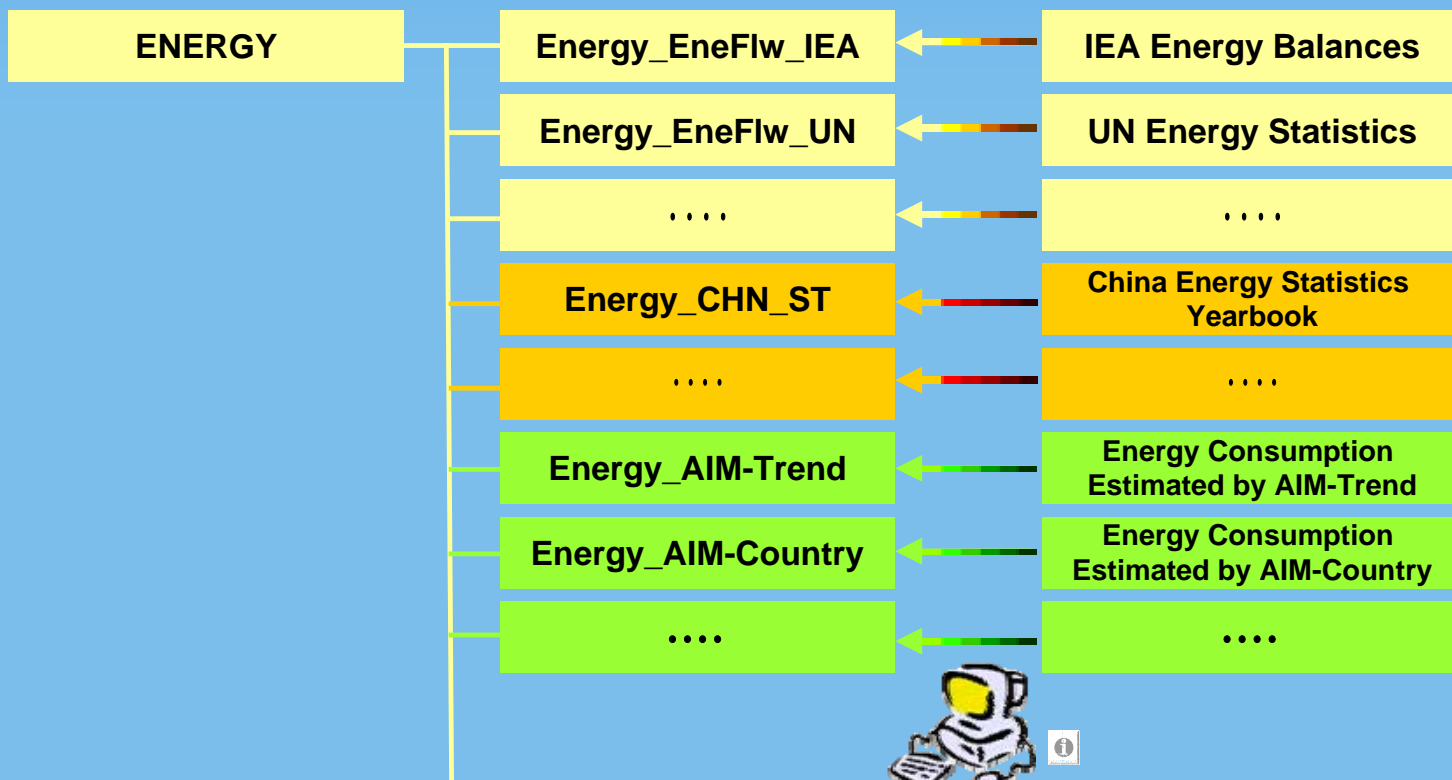 ENERGY
Energy_EneFlw_IEA
IEA Energy Balances
Energy_EneFlw_UN
UN Energy Statistics
. . . .
. . . .
Energy_CHN_ST
China Energy Statistics
Yearbook
. . . .
. . . .
Energy_AIM-Trend
Energy Consumption
Estimated by AIM-Trend
Energy_AIM-Country
Energy Consumption
Estimated by AIM-Country
....
....